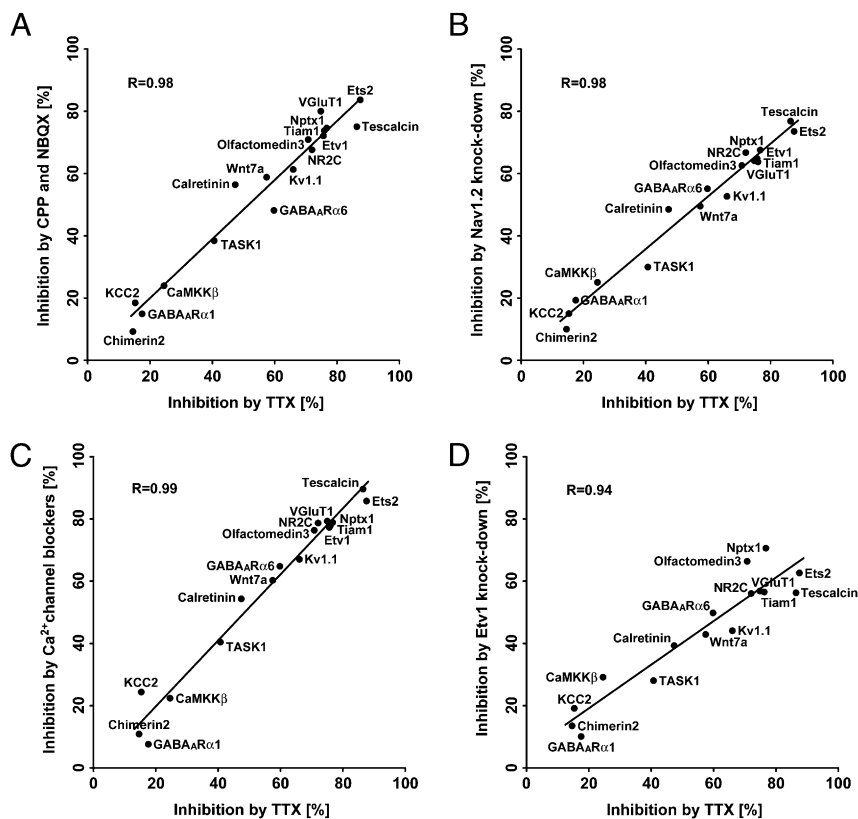 A
Inhibition by CPP and NBQX [%]
0 20 40 60 80 100
R=0.98
Ets2
VGluT1
Nptx1
Tescalcin
Tiam1
Olfactomedin3
Etv1
NR2C
Wnt7a
Kv1.1
Calretinin
GABAARα6
TASK1
KCC2
CaMKKβ
GABAARα1
Chimerin2
0 20 40 60 80 100
Inhibition by TTX [%]
B
Inhibition by Nav1.2 knock-down [%]
0 20 40 60 80 100
R=0.98
Tescalcin
Ets2
Nptx1
NR2C
Etv1
Olfactomedin3
Tiam1
VGluT1
GABAARα6
Kv1.1
Calretinin
Wnt7a
CaMKKβ
TASK1
GABAARα1
KCC2
Chimerin2
0 20 40 60 80 100
Inhibition by TTX [%]
C
Inhibition by Ca2+channel blockers [%]
0 20 40 60 80 100
R=0.99
Tescalcin
Ets2
VGluT1
NR2C
Nptx1
Olfactomedin3
Tiam1
Etv1
Kv1.1
GABAARα6
Wnt7a
Calretinin
TASK1
KCC2
CaMKKβ
Chimerin2
GABAARα1
0 20 40 60 80 100
Inhibition by TTX [%]
D
Inhibition by Etv1 knock-down [%]
0 20 40 60 80 100
R=0.94
Nptx1
Olfactomedin3
Ets2
VGluT1
NR2C
Tescalcin
Tiam1
GABAARα6
Kv1.1
Calretinin
Wnt7a
CaMKKβ
TASK1
KCC2
Chimerin2
GABAARα1
0 20 40 60 80 100
Inhibition by TTX [%]